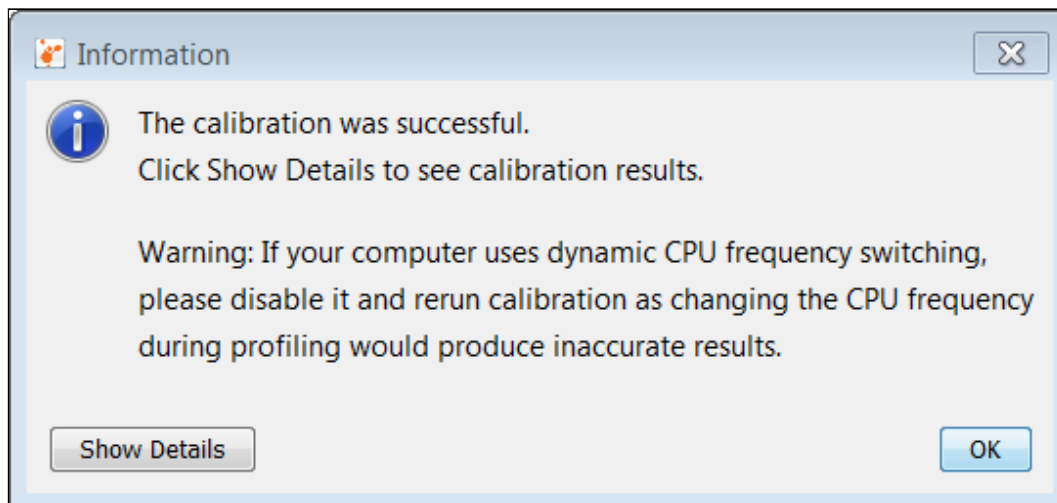 Information
The calibration was successful.
Click Show Details to see calibration results.
Warning: If your computer uses dynamic CPU frequency switching,
please disable it and rerun calibration as changing the CPU frequency
during profiling would produce inaccurate results.
Show Details
OK